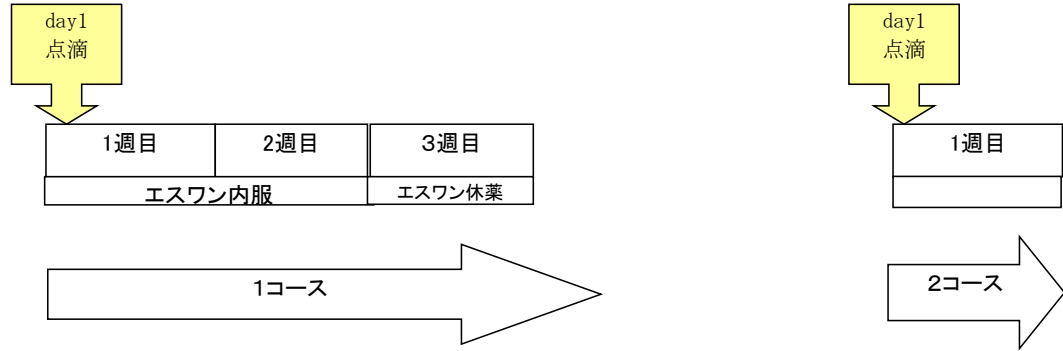 day1
点滴
day1
点滴
1週目
2週目
３週目
1週目
エスワン内服
エスワン休薬
1コース
2コース